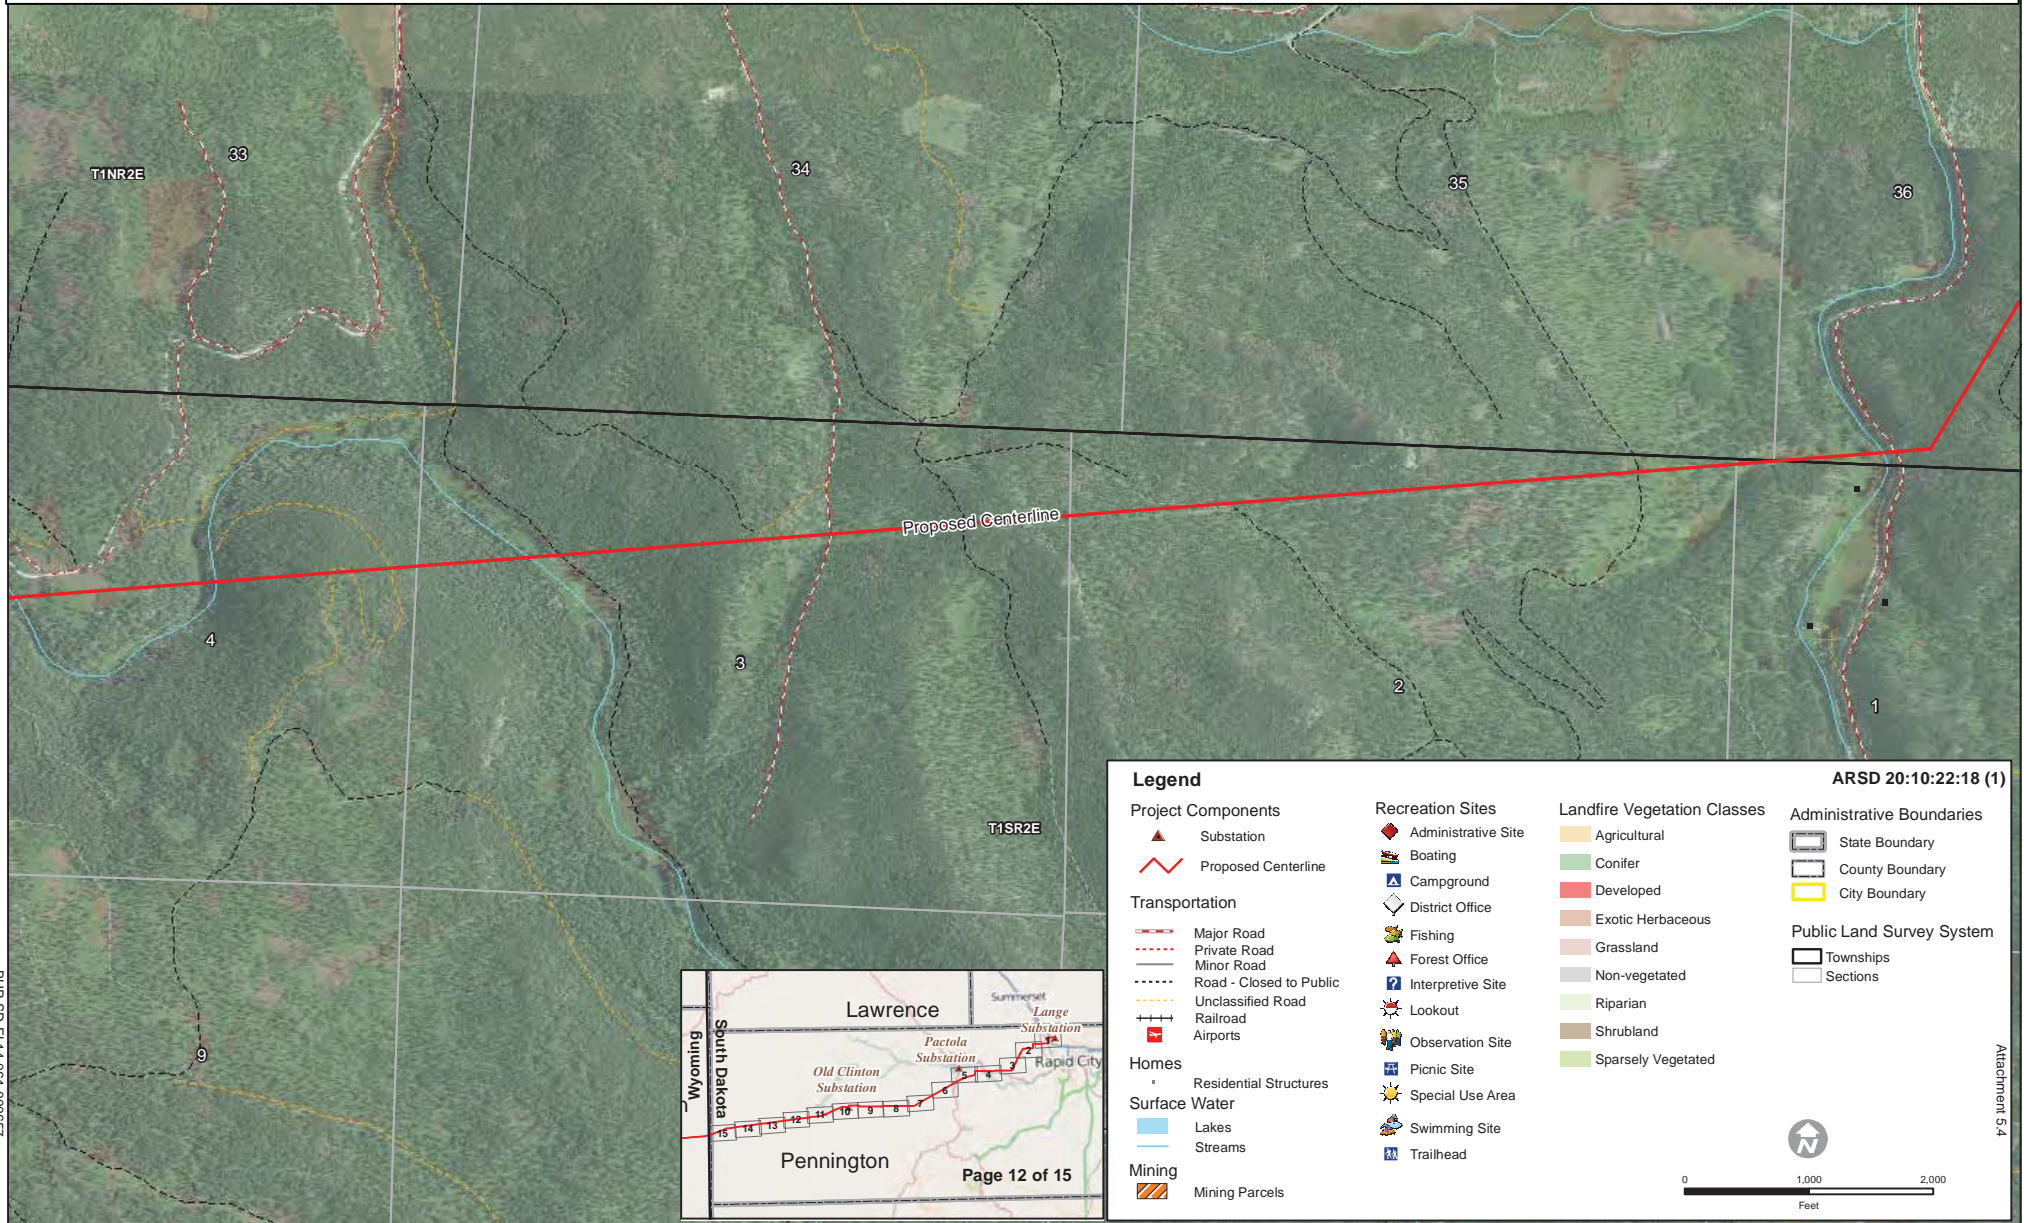 33
T1NR2E
34
35
36
Proposed Centerline
4
3
2
1
T1SR2E
9
Legend
ARSD 20:10:22:18 (1)
Project Components
Substation
Proposed Centerline
Transportation
Major Road
Private Road
Minor Road
Road - Closed to Public
Unclassified Road
Railroad
Airports
Homes
Residential Structures
Surface Water
Lakes
Streams
Mining
Mining Parcels
Recreation Sites
Administrative Site
Boating
Campground
District Office
Fishing
Forest Office
Interpretive Site
Lookout
Observation Site
Picnic Site
Special Use Area
Swimming Site
Trailhead
Landfire Vegetation Classes
Agricultural
Conifer
Developed
Exotic Herbaceous
Grassland
Non-vegetated
Riparian
Shrubland
Sparsely Vegetated
Administrative Boundaries
State Boundary
County Boundary
City Boundary
Public Land Survey System
Townships
Sections
N
0 1,000 2,000
Feet
Attachment 5.4
Lawrence
Summerset
Lange
Substation
Pactola
Substation
Rapid City
Old Clinton
Substation
Wyoming
South Dakota
15 14 13 12 11 10 9 8 7 6 5 4 3 2 1
Pennington
Page 12 of 15